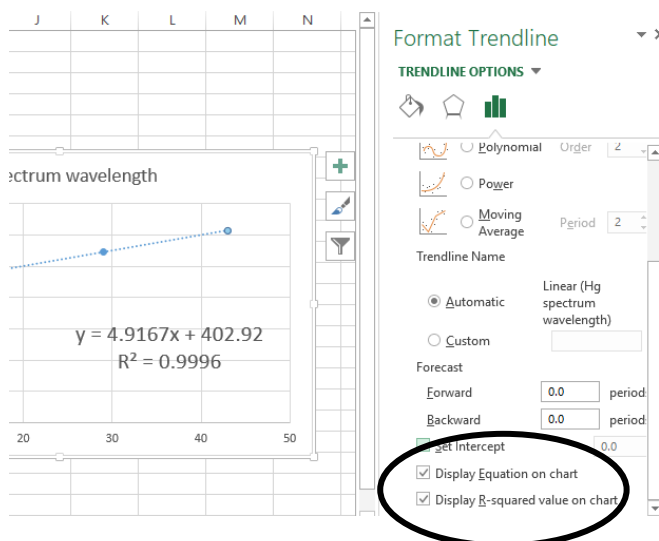 J K L M N
Format Trendline
TRENDLINE OPTIONS
Polynomial Order 2
Power
Moving Average Period 2
Trendline Name
Automatic Linear (Hg spectrum wavelength)
Custom
Forecast
Forward 0.0 period
Backward 0.0 period
Set Intercept 0.0
Display Equation on chart
Display R-squared value on chart
ectrum wavelength
y = 4.9167x + 402.92
R² = 0.9996
20 30 40 50